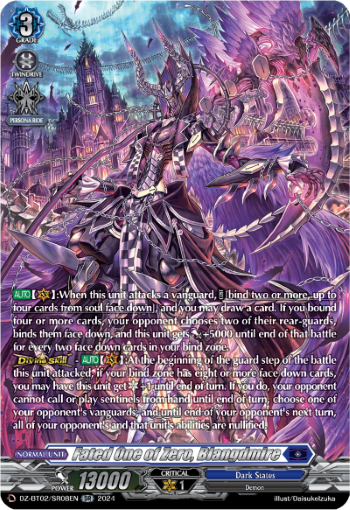 3
GRADE
TWINDRIVE
PERSONA RIDE
AUTO【】:When this unit attacks a vanguard, bind two or more, up to
four cards from soul face down], and you may draw a card. If you bound
four or more cards, your opponent chooses two of their rear-guards,
binds them face down, and this unit gets +5000 until end of that battle
for every two face down cards in your bind zone.
Divine Skill - AUTO【】:At the beginning of the guard step of the battle
this unit attacked, if your bind zone has eight or more face down cards,
you may have this unit get +1 until end of turn. If you do, your opponent
cannot call or play sentinels from hand until end of turn, choose one of
your opponent's vanguards, and until end of your opponent's next turn,
all of your opponent's and that unit's abilities are nullified.
NORMAL UNIT
Fated One of Zero, Blangdmire
POWER 13000
CRITICAL
1
Dark States
Demon
DZ-BT02/SR08EN SR 2024
Illust/DaisukeIzuka